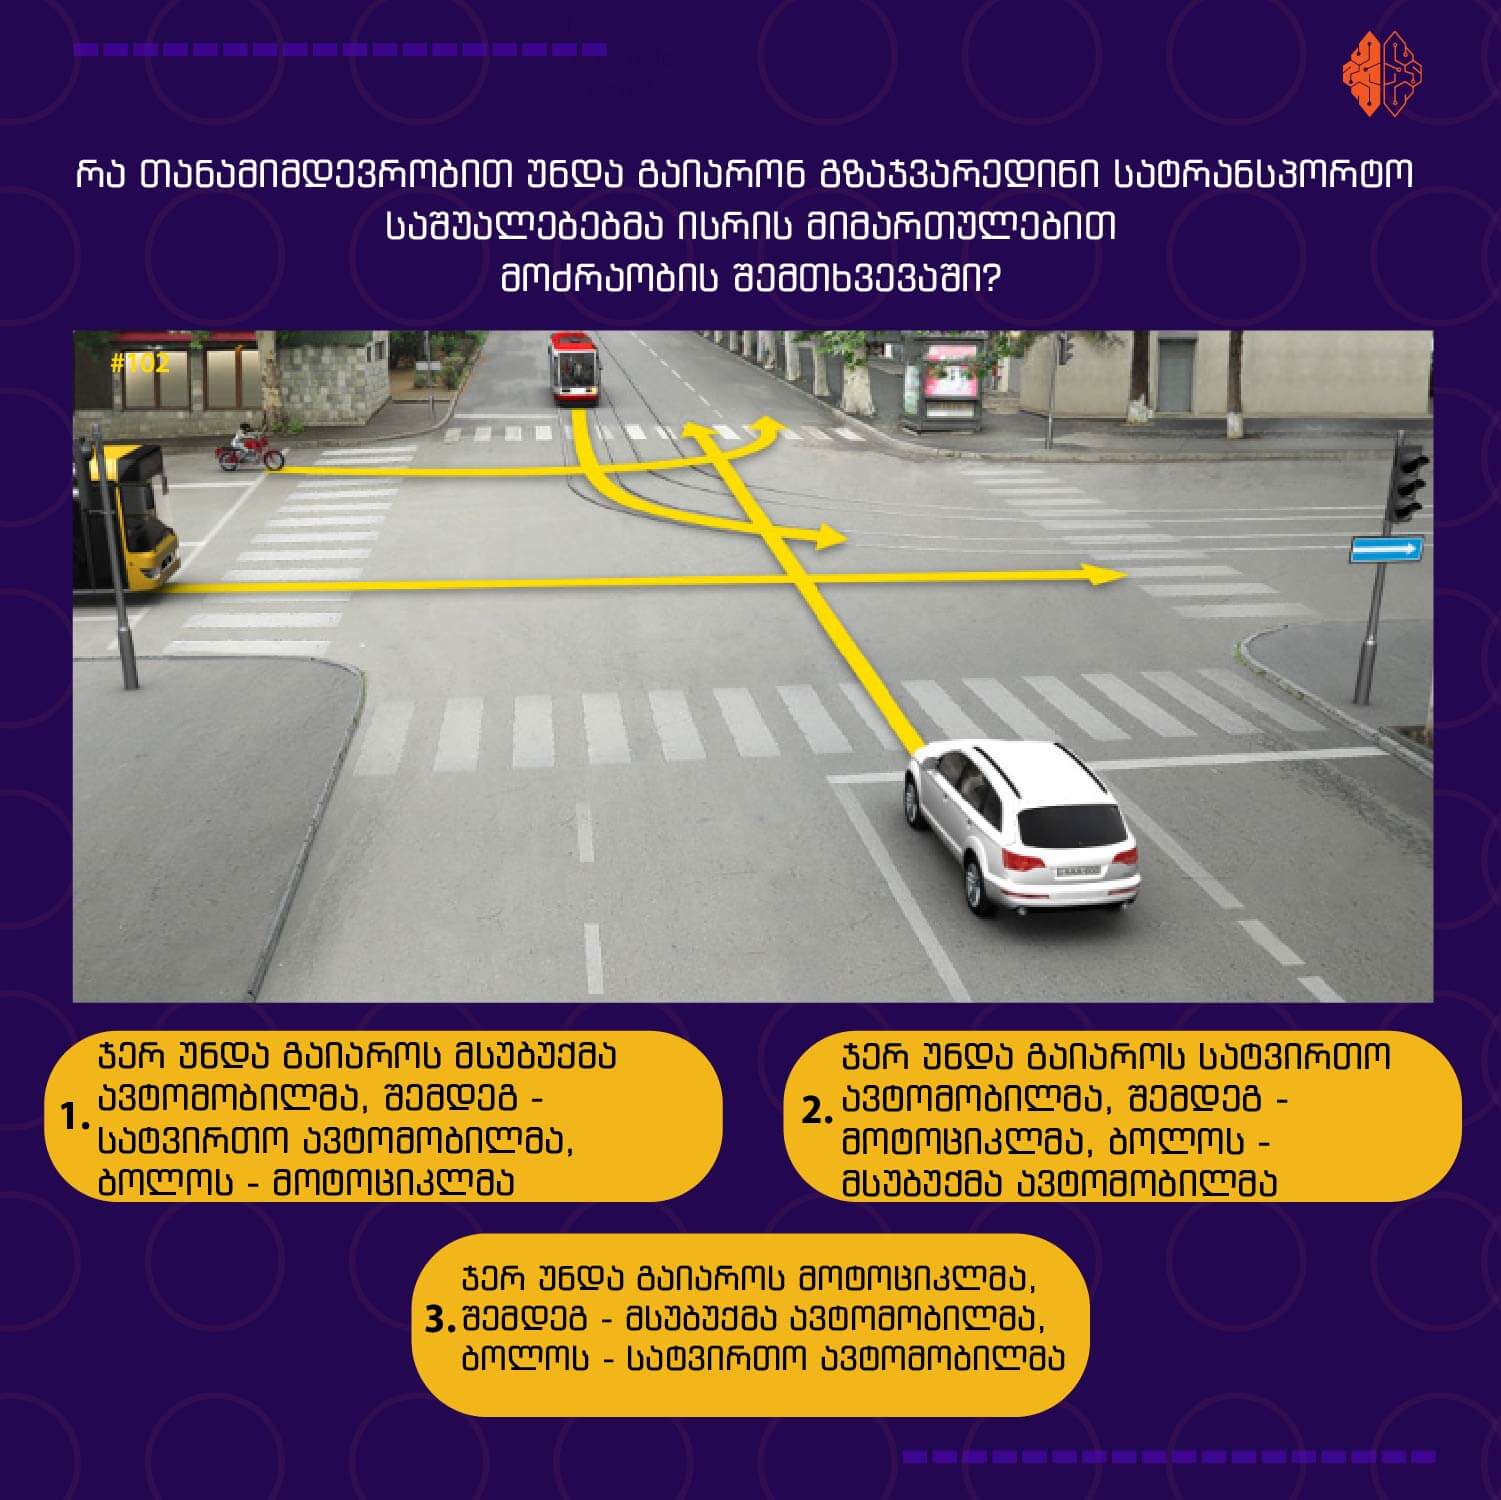 რა თანამიმდევრობით უნდა გაიარონ გზაჯვარედინი სატრანსპორტო
საშუალებებმა ისრის მიმართულებით
მოძრაობის შემთხვევაში?
#102
1. ჯერ უნდა გაიაროს მსუბუქმა
ავტომობილმა, შემდეგ -
სატვირთო ავტომობილმა,
ბოლოს - მოტოციკლმა
2. ჯერ უნდა გაიაროს სატვირთო
ავტომობილმა, შემდეგ -
მოტოციკლმა, ბოლოს -
მსუბუქმა ავტომობილმა
3. ჯერ უნდა გაიაროს მოტოციკლმა,
შემდეგ - მსუბუქმა ავტომობილმა,
ბოლოს - სატვირთო ავტომობილმა